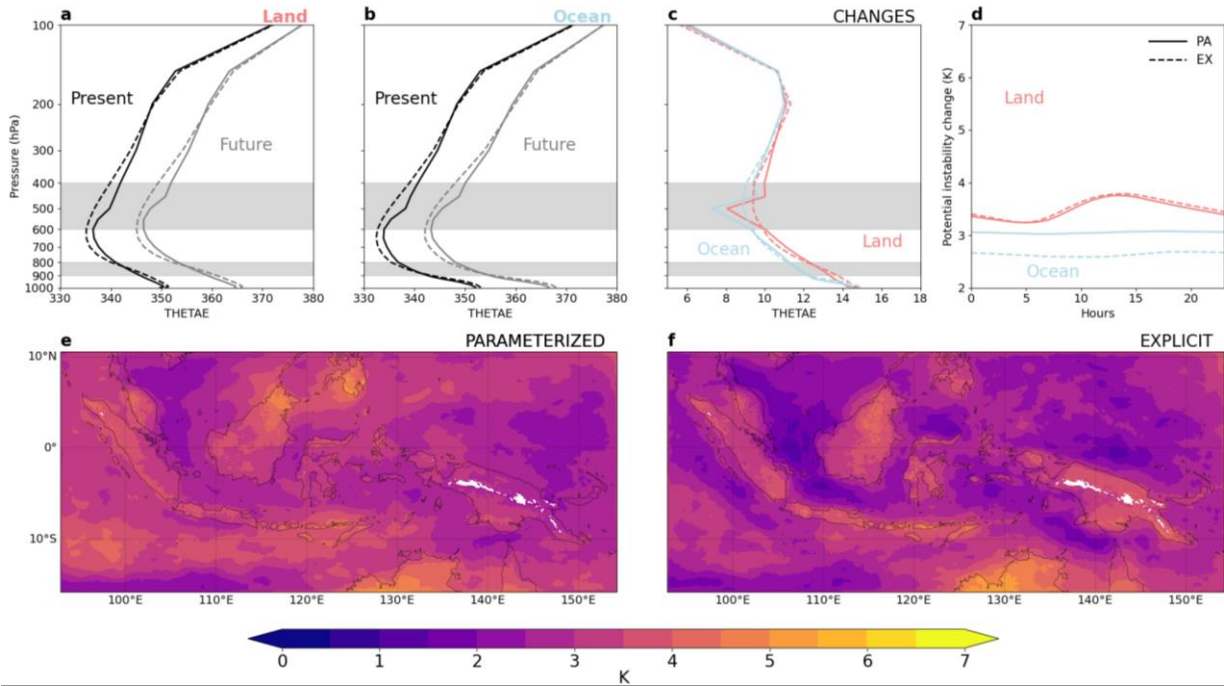 a Land
b Ocean
c CHANGES
d
Pressure (hPa)
100
200
300
400
500
600
700
800
900
1000
Present
Future
330 340 350 360 370 380
THETAE
Present
Future
330 340 350 360 370 380
THETAE
Land
Ocean
6 8 10 12 14 16 18
THETAE
Potential instability change (K)
7
6
5
4
3
2
PA
EX
Land
Ocean
0 5 10 15 20
Hours
e PARAMETERIZED
f EXPLICIT
10°N
0°
10°S
100°E 110°E 120°E 130°E 140°E 150°E
100°E 110°E 120°E 130°E 140°E 150°E
0 1 2 3 4 5 6 7
K